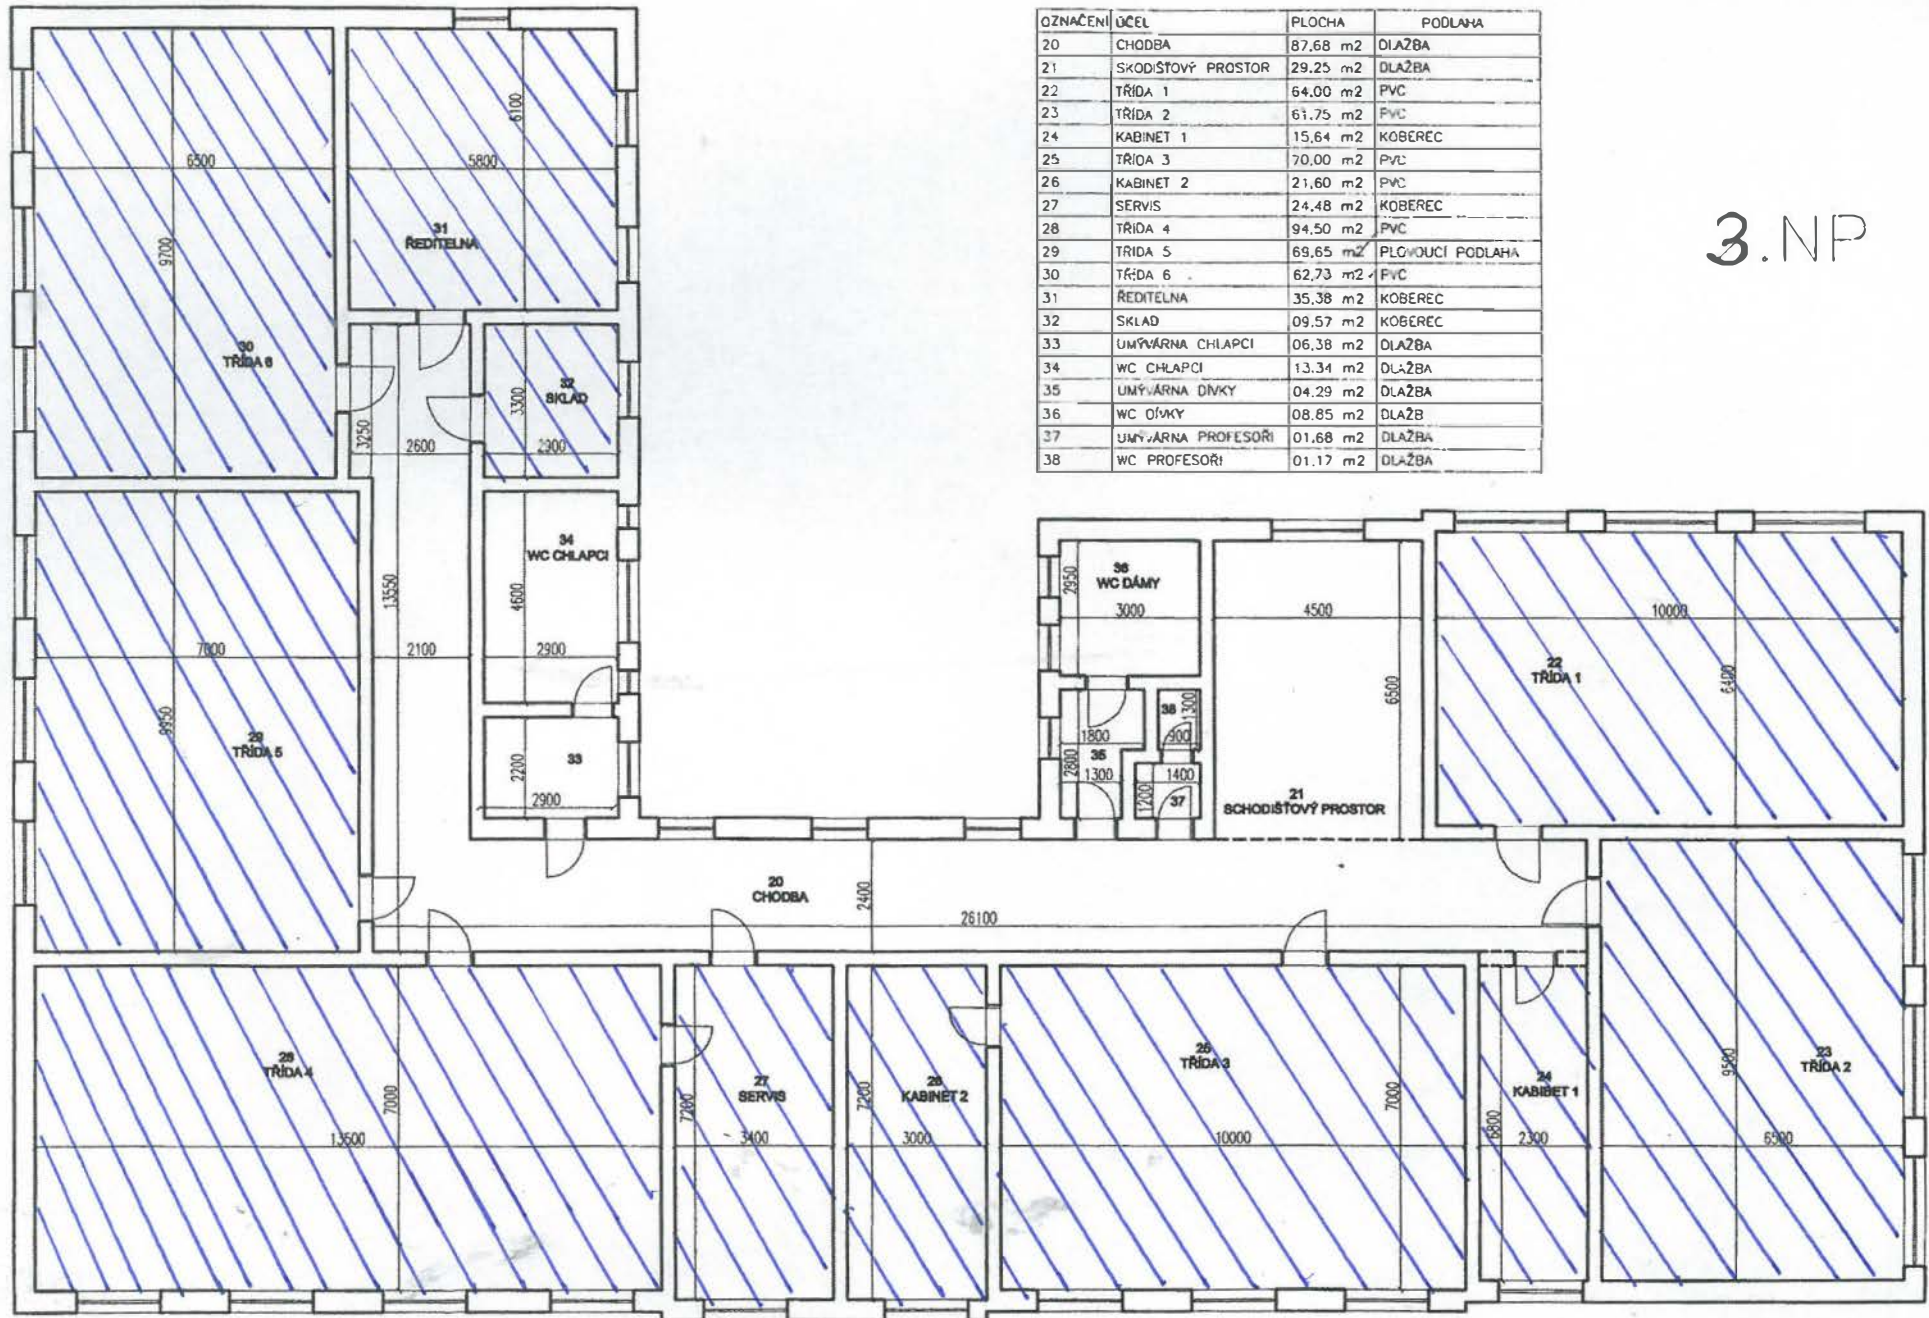 OZNAČENÍ ÚČEL PLOCHA PODLAHA
20 CHODBA 87,68 m2 DLAŽBA
21 SKODIŠŤOVÝ PROSTOR 29.25 m2 DLAŽBA
22 TŘÍDA 1 64.00 m2 PVC
23 TŘÍDA 2 61.75 m2 PVC
24 KABINET 1 15,64 m2 KOBEREC
25 TŘÍDA 3 70,00 m2 PVC
26 KABINET 2 21,60 m2 PVC
27 SERVIS 24,48 m2 KOBEREC
28 TŘÍDA 4 94,50 m2 PVC
29 TŘÍDA 5 69,65 m2 PLOVOUCÍ PODLAHA
30 TŘÍDA 6 62,73 m2 PVC
31 ŘEDITELNA 35,38 m2 KOBEREC
32 SKLAD 09.57 m2 KOBEREC
33 UMÝVÁRNA CHLAPCI 06,38 m2 DLAŽBA
34 WC CHLAPCI 13.34 m2 DLAŽBA
35 UMÝVÁRNA DÍVKY 04.29 m2 DLAŽBA
36 WC DÍVKY 08.85 m2 DLAŽB
37 UMÝVÁRNA PROFESOŘI 01.68 m2 DLAŽBA
38 WC PROFESOŘI 01.17 m2 DLAŽBA
3.NP
6100
6500
5800
31
ŘEDITELNA
9700
30
TŘÍDA 6
32
SKLAD
3300
3250
2600
2900
34
WC CHLAPCI
36
WC DÁMY
2950
3000
4500
10000
13550
4600
7000
2100
2900
22
TŘÍDA 1
6400
6500
38
1300
1800
900
8950
29
TŘÍDA 5
33
2200
2900
35
2800
1300
1400
1200
37
21
SCHODIŠŤOVÝ PROSTOR
20
CHODBA
2400
26100
28
TŘÍDA 4
7000
13500
27
SERVIS
7200
3400
26
KABINET 2
7200
3000
25
TŘÍDA 3
7000
10000
24
KABIBET 1
6800
2300
23
TŘÍDA 2
9500
6500